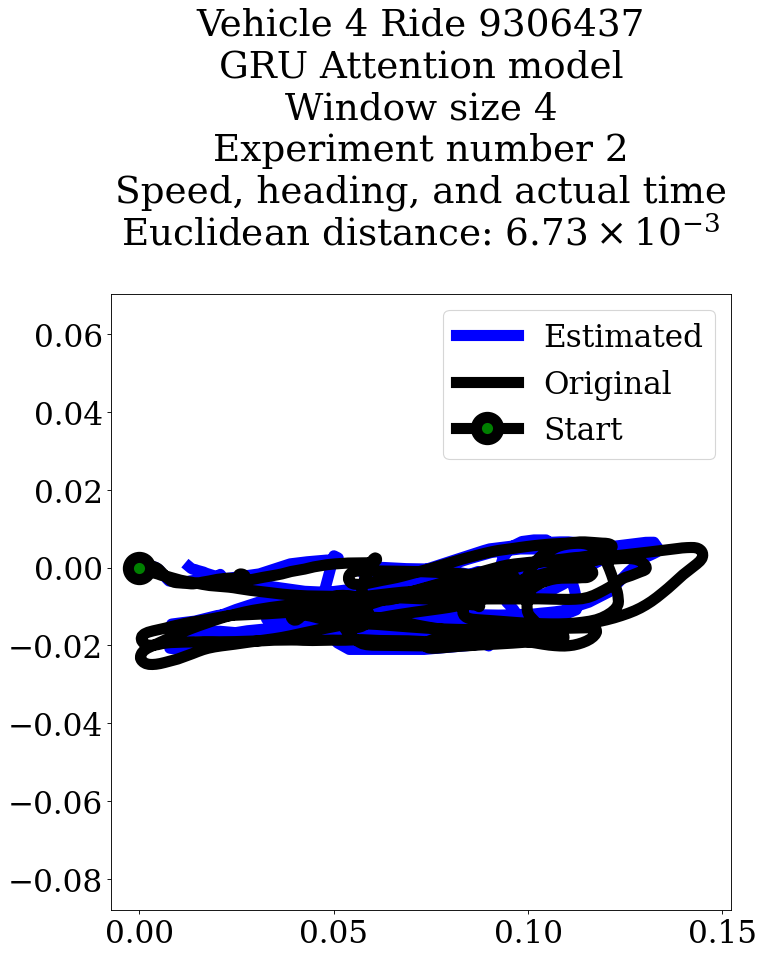 Vehicle 4 Ride 9306437
GRU Attention model
Window size 4
Experiment number 2
Speed, heading, and actual time
Euclidean distance: 6.73 × 10⁻³
Estimated
Original
Start
0.06
0.04
0.02
0.00
−0.02
−0.04
−0.06
−0.08
0.00 0.05 0.10 0.15